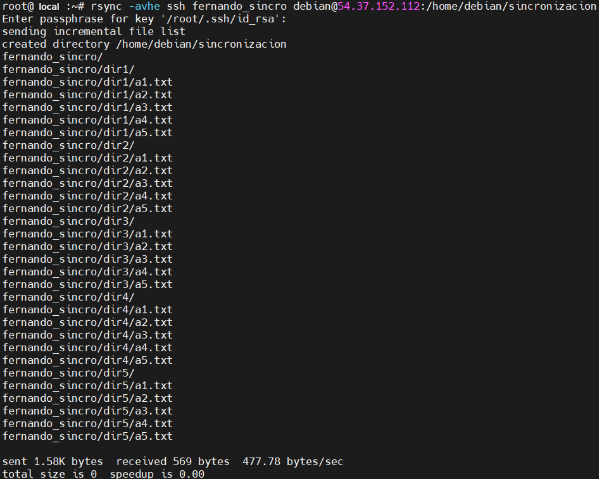 root@ local :~# rsync -avhe ssh fernando_sincro debian@54.37.152.112:/home/debian/sincronizacion
Enter passphrase for key '/root/.ssh/id_rsa':
sending incremental file list
created directory /home/debian/sincronizacion
fernando_sincro/
fernando_sincro/dir1/
fernando_sincro/dir1/a1.txt
fernando_sincro/dir1/a2.txt
fernando_sincro/dir1/a3.txt
fernando_sincro/dir1/a4.txt
fernando_sincro/dir1/a5.txt
fernando_sincro/dir2/
fernando_sincro/dir2/a1.txt
fernando_sincro/dir2/a2.txt
fernando_sincro/dir2/a3.txt
fernando_sincro/dir2/a4.txt
fernando_sincro/dir2/a5.txt
fernando_sincro/dir3/
fernando_sincro/dir3/a1.txt
fernando_sincro/dir3/a2.txt
fernando_sincro/dir3/a3.txt
fernando_sincro/dir3/a4.txt
fernando_sincro/dir3/a5.txt
fernando_sincro/dir4/
fernando_sincro/dir4/a1.txt
fernando_sincro/dir4/a2.txt
fernando_sincro/dir4/a3.txt
fernando_sincro/dir4/a4.txt
fernando_sincro/dir4/a5.txt
fernando_sincro/dir5/
fernando_sincro/dir5/a1.txt
fernando_sincro/dir5/a2.txt
fernando_sincro/dir5/a3.txt
fernando_sincro/dir5/a4.txt
fernando_sincro/dir5/a5.txt
sent 1.58K bytes  received 569 bytes  477.78 bytes/sec
total size is 0  speedup is 0.00